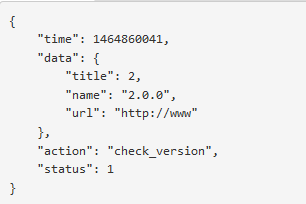 {
    "time": 1464860041,
    "data": {
        "title": 2,
        "name": "2.0.0",
        "url": "http://www"
    },
    "action": "check_version",
    "status": 1
}